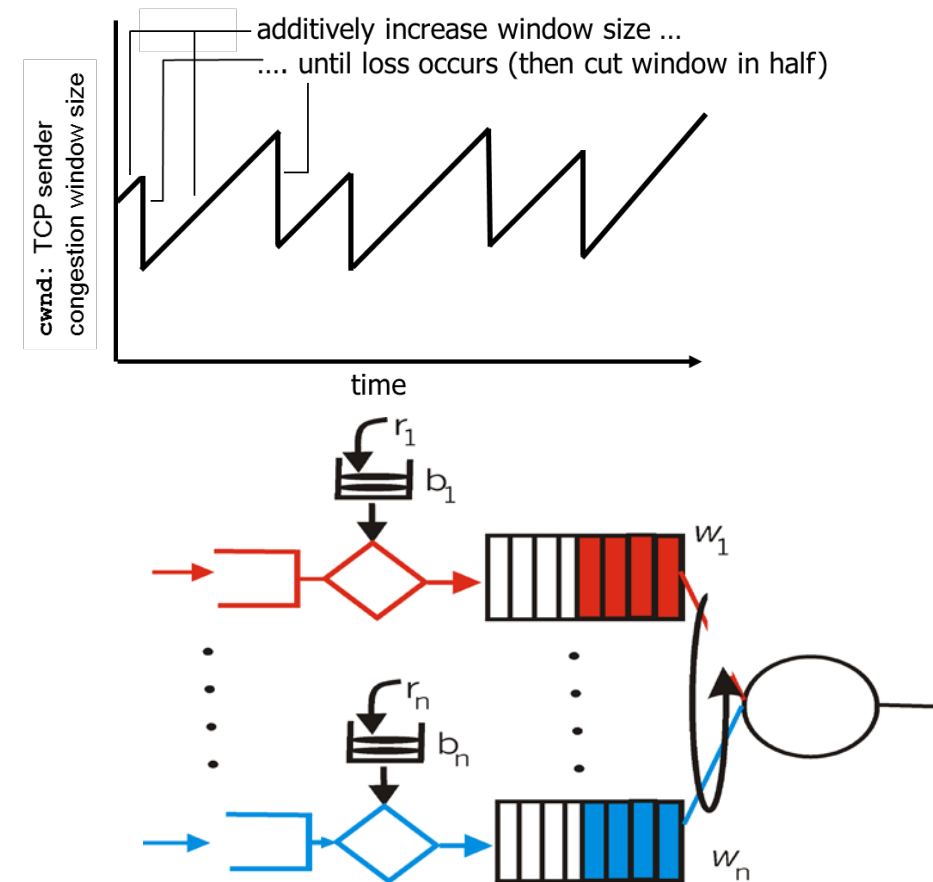 additively increase window size …
…. until loss occurs (then cut window in half)
cwnd: TCP sender
congestion window size
time
r1
b1
w1
rn
bn
wn